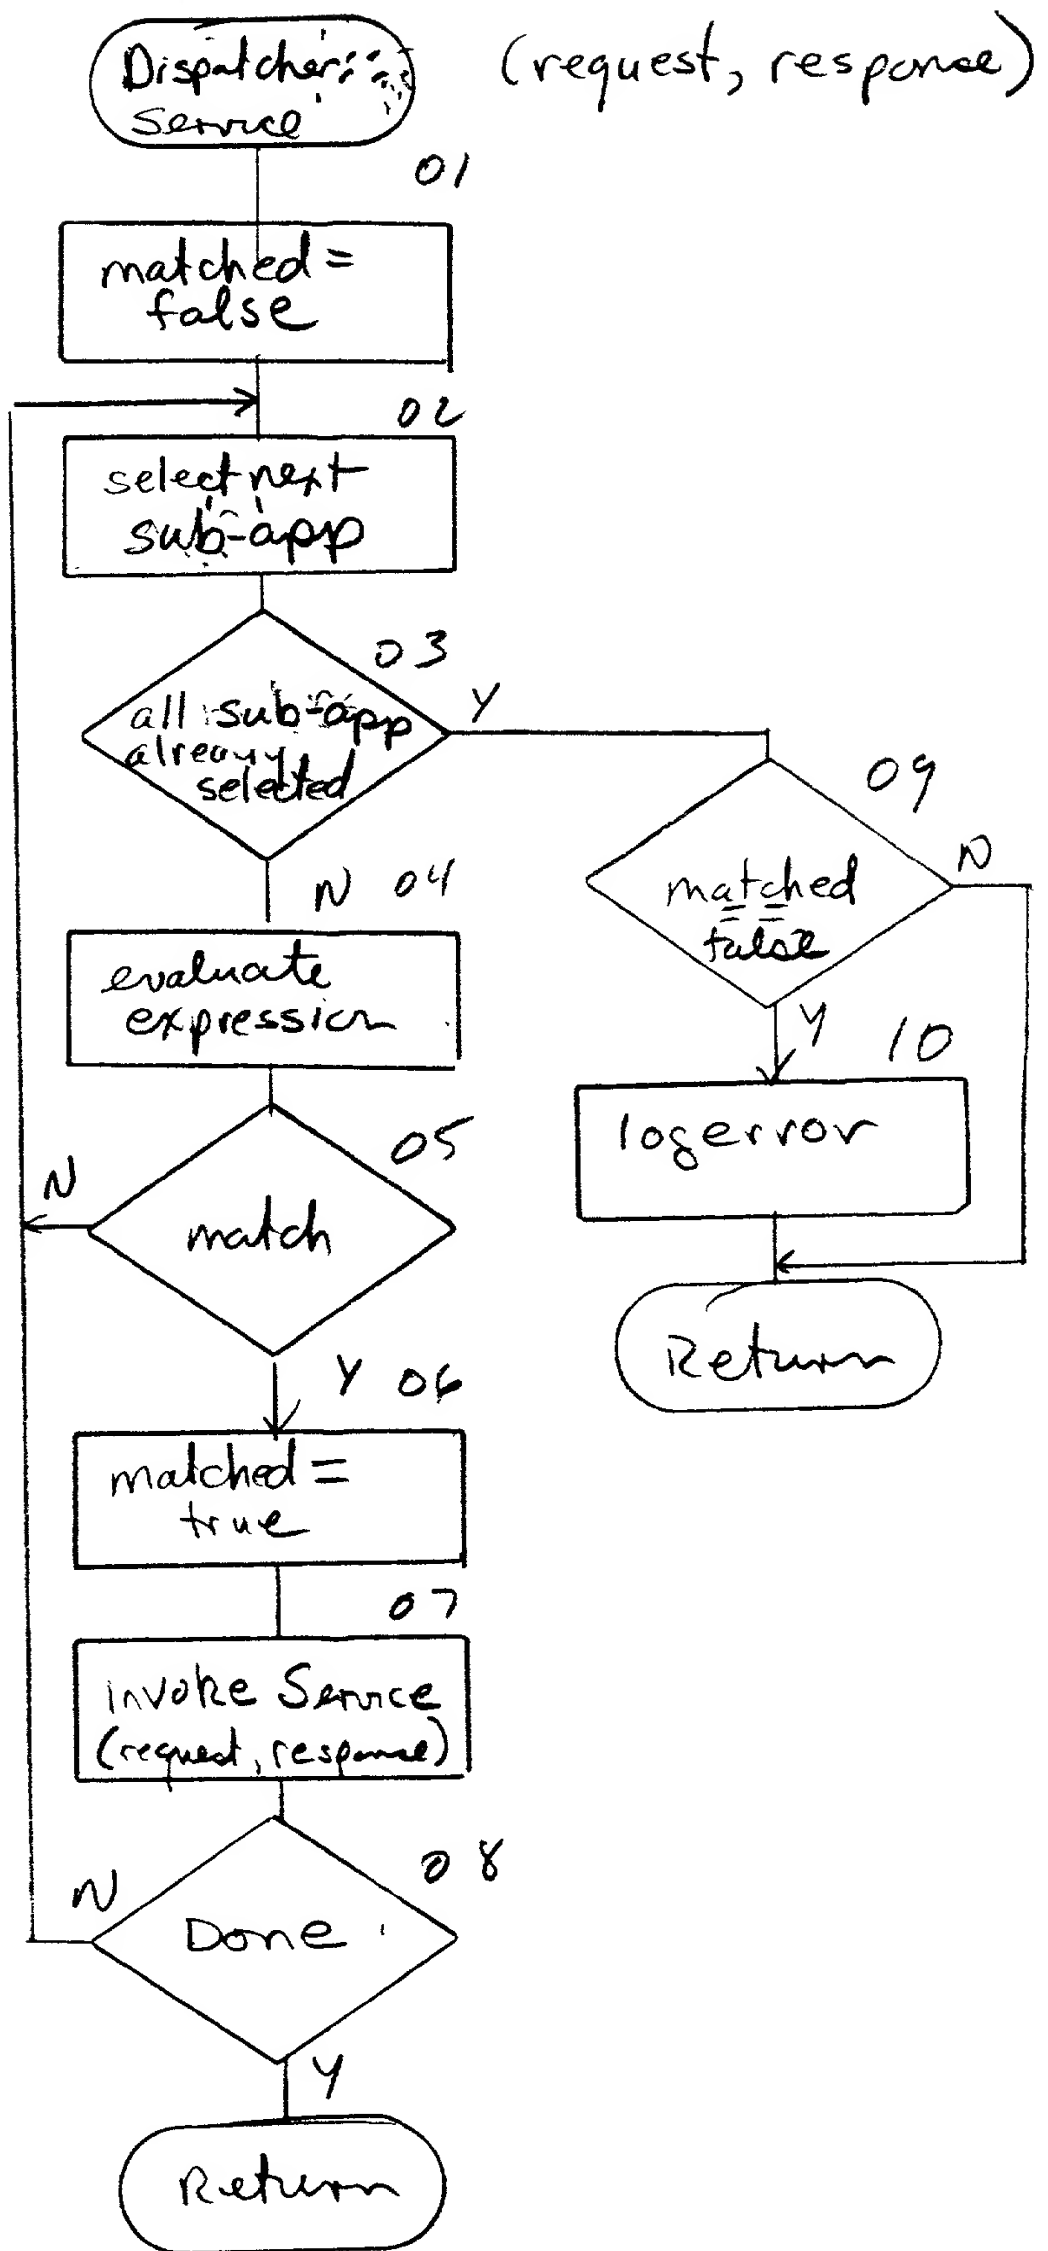 Dispatcher:
Service
(request, response)
01
matched =
false
02
select next
sub-app
03
all sub-app
already
selected
Y
N
04
evaluate
expression
05
match
N
Y
06
matched =
true
07
invoke Service
(request, response)
08
Done
N
Y
Return
09
matched
==
false
N
Y
10
log error
Return